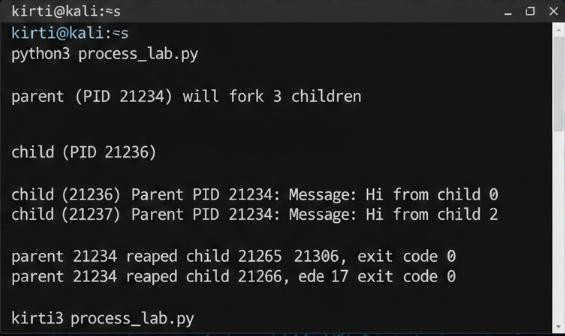 kirti@kali:~s
kirti@kali:~s
python3 process_lab.py
parent (PID 21234) will fork 3 children
child (PID 21236)
child (21236) Parent PID 21234: Message: Hi from child 0
child (21237) Parent PID 21234: Message: Hi from child 2
parent 21234 reaped child 21265 21306, exit code 0
parent 21234 reaped child 21266, ede 17 exit code 0
kirti3 process_lab.py